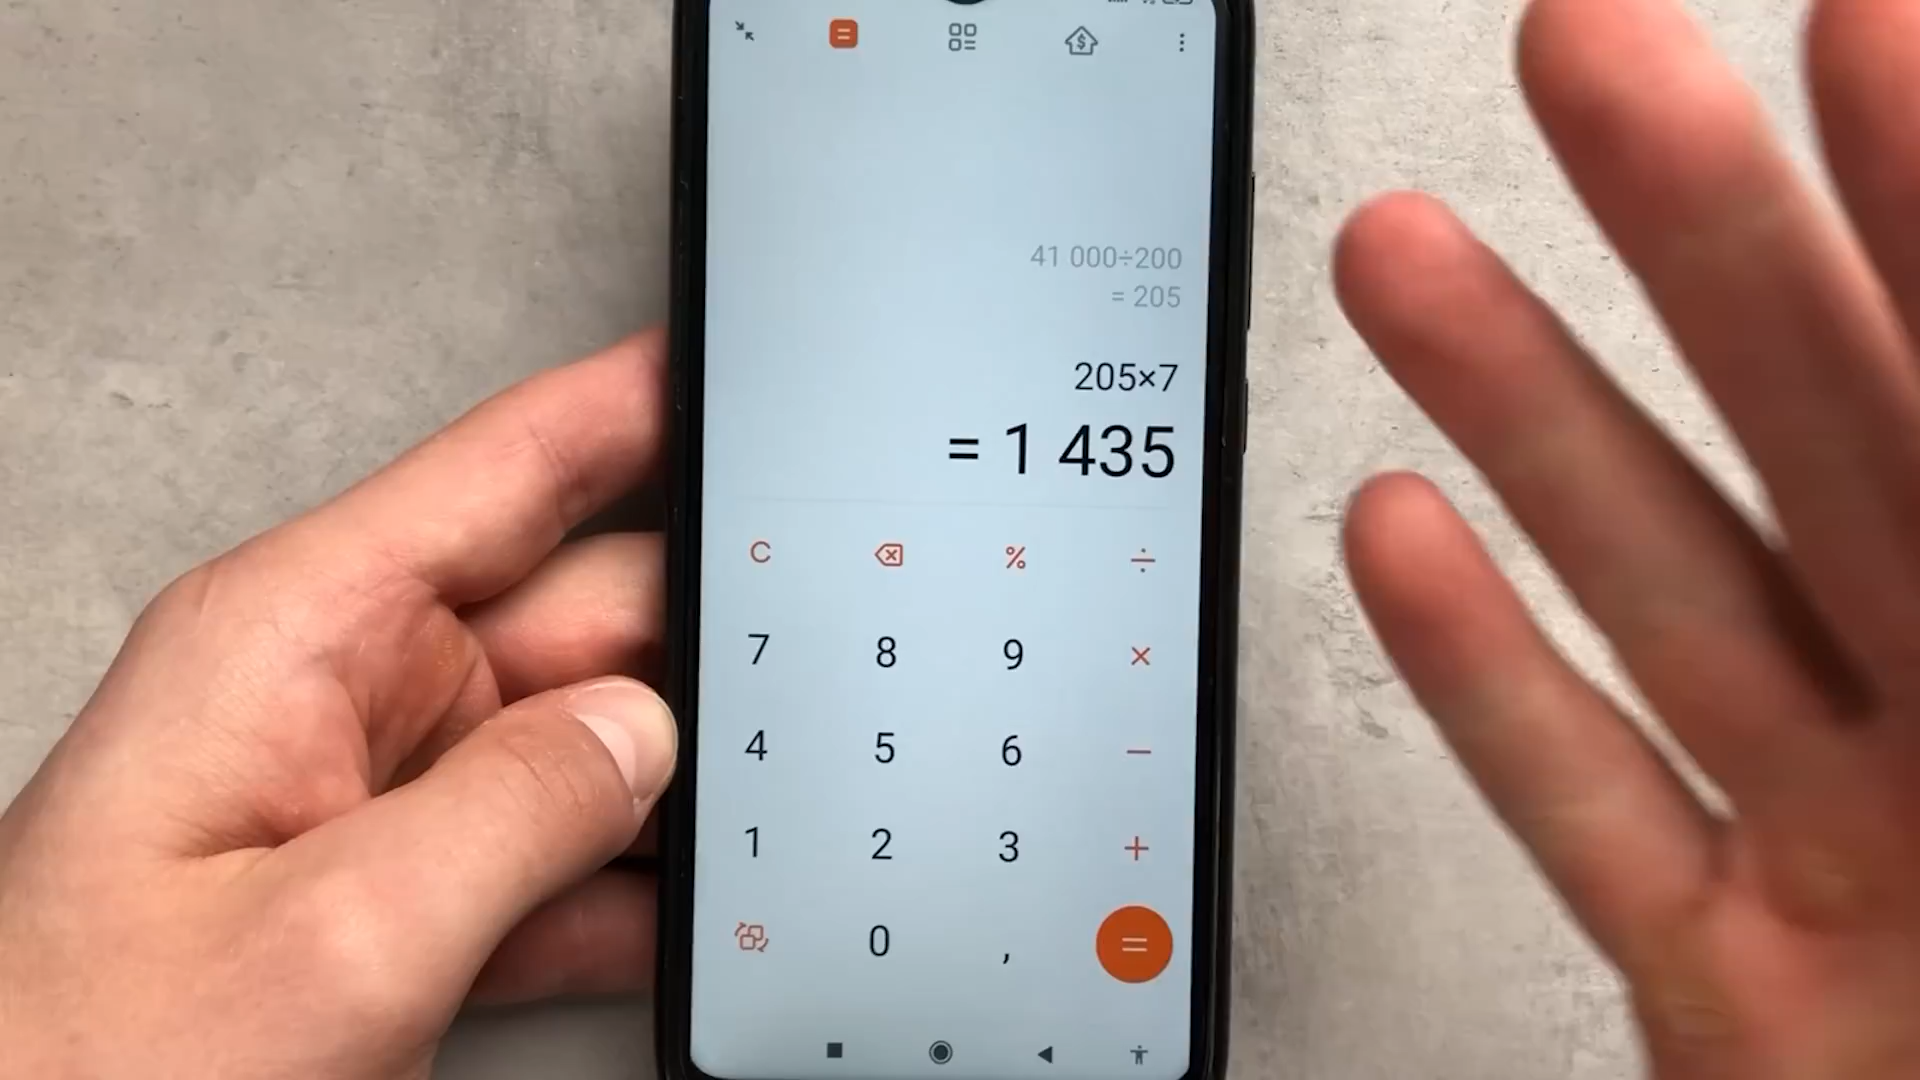 41 000÷200
= 205
205×7
= 1 435
C % ÷
7 8 9 ×
4 5 6 −
1 2 3 +
0 , =